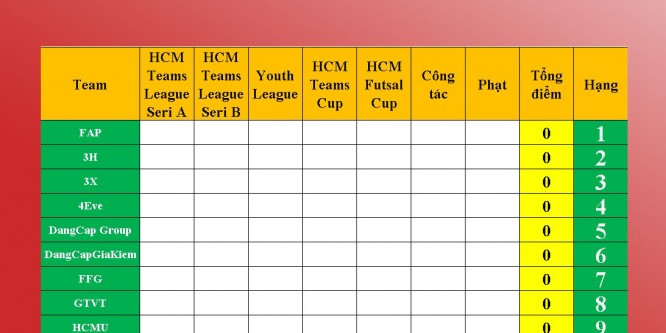 Team HCM Teams League Seri A HCM Teams League Seri B Youth League HCM Teams Cup HCM Futsal Cup Công tác Phạt Tổng điểm Hạng
FAP 0 1
3H 0 2
3X 0 3
4Eve 0 4
DangCap Group 0 5
DangCapGiaKiem 0 6
FFG 0 7
GTVT 0 8
HCMU 0 9